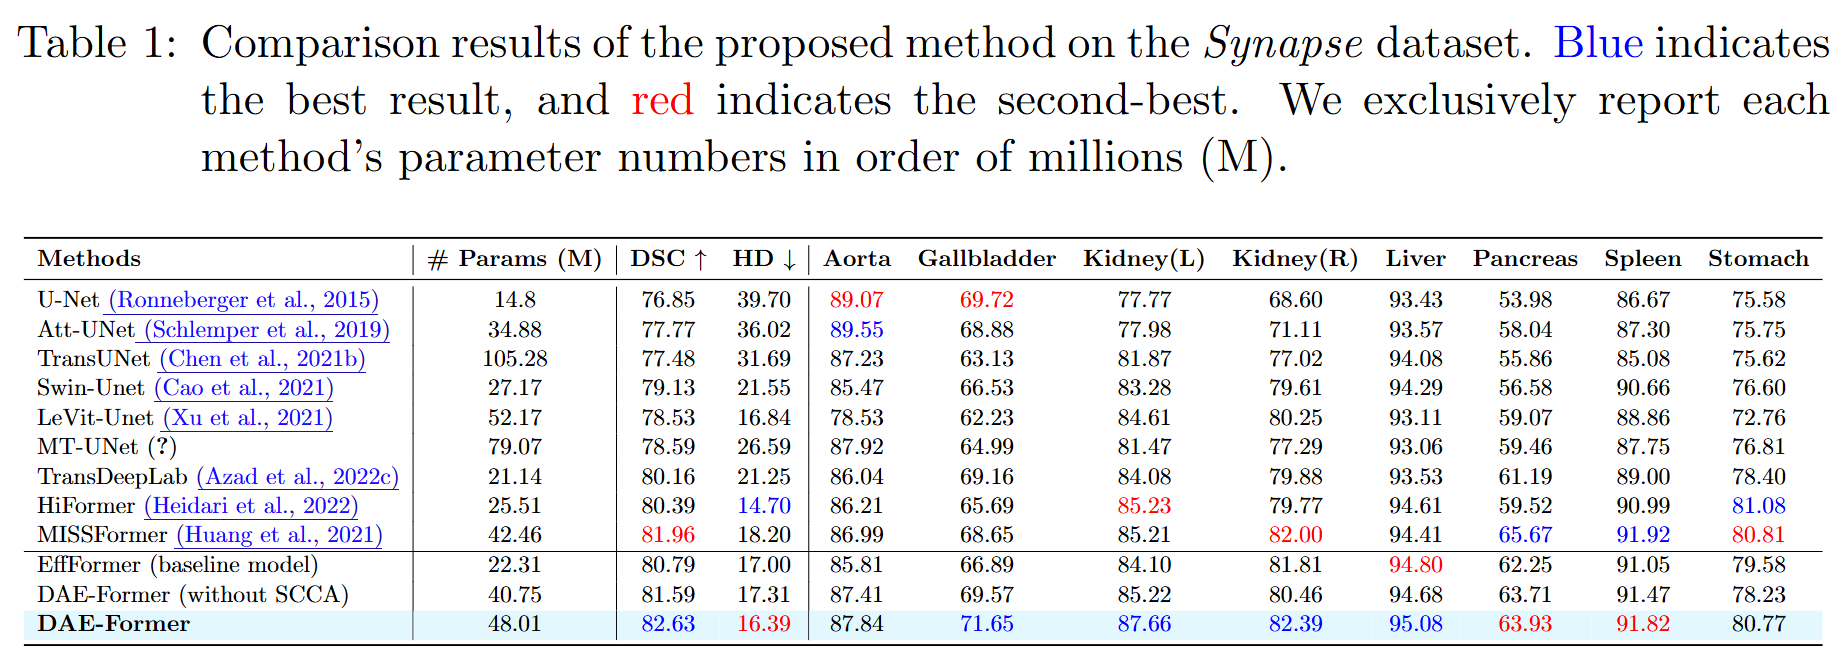 Table 1: Comparison results of the proposed method on the Synapse dataset. Blue indicates
the best result, and red indicates the second-best. We exclusively report each
method's parameter numbers in order of millions (M).
Methods # Params (M) DSC ↑ HD ↓ Aorta Gallbladder Kidney(L) Kidney(R) Liver Pancreas Spleen Stomach
U-Net (Ronneberger et al., 2015) 14.8 76.85 39.70 89.07 69.72 77.77 68.60 93.43 53.98 86.67 75.58
Att-UNet (Schlemper et al., 2019) 34.88 77.77 36.02 89.55 68.88 77.98 71.11 93.57 58.04 87.30 75.75
TransUNet (Chen et al., 2021b) 105.28 77.48 31.69 87.23 63.13 81.87 77.02 94.08 55.86 85.08 75.62
Swin-Unet (Cao et al., 2021) 27.17 79.13 21.55 85.47 66.53 83.28 79.61 94.29 56.58 90.66 76.60
LeVit-Unet (Xu et al., 2021) 52.17 78.53 16.84 78.53 62.23 84.61 80.25 93.11 59.07 88.86 72.76
MT-UNet (?) 79.07 78.59 26.59 87.92 64.99 81.47 77.29 93.06 59.46 87.75 76.81
TransDeepLab (Azad et al., 2022c) 21.14 80.16 21.25 86.04 69.16 84.08 79.88 93.53 61.19 89.00 78.40
HiFormer (Heidari et al., 2022) 25.51 80.39 14.70 86.21 65.69 85.23 79.77 94.61 59.52 90.99 81.08
MISSFormer (Huang et al., 2021) 42.46 81.96 18.20 86.99 68.65 85.21 82.00 94.41 65.67 91.92 80.81
EffFormer (baseline model) 22.31 80.79 17.00 85.81 66.89 84.10 81.81 94.80 62.25 91.05 79.58
DAE-Former (without SCCA) 40.75 81.59 17.31 87.41 69.57 85.22 80.46 94.68 63.71 91.47 78.23
DAE-Former 48.01 82.63 16.39 87.84 71.65 87.66 82.39 95.08 63.93 91.82 80.77